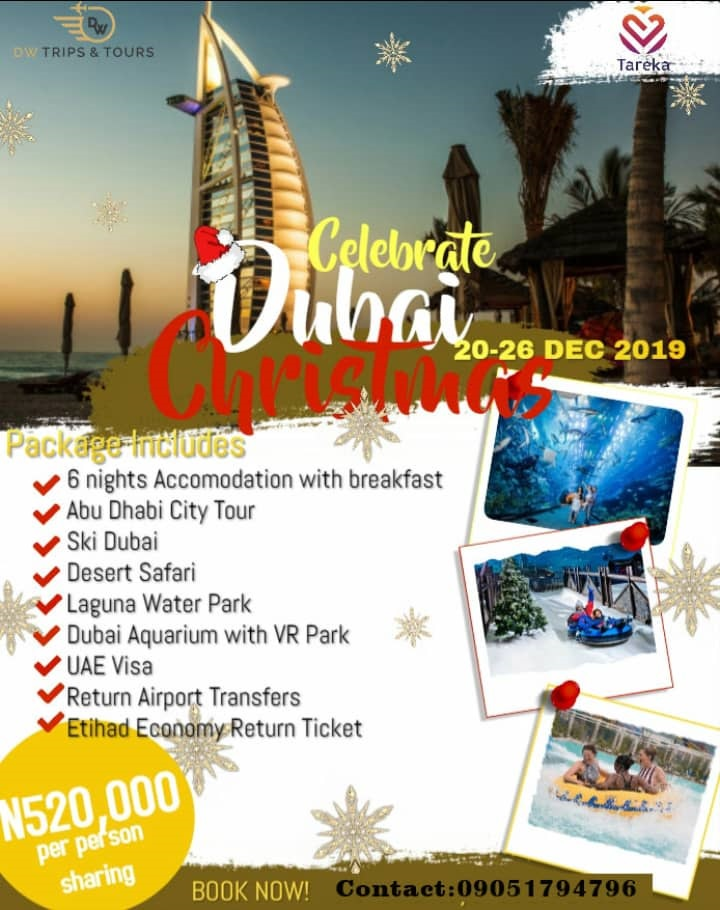 DW
DW TRIPS & TOURS
Tareka
Celebrate
Dubai
Christmas
20-26 DEC 2019
Package Includes
6 nights Accomodation with breakfast
Abu Dhabi City Tour
Ski Dubai
Desert Safari
Laguna Water Park
Dubai Aquarium with VR Park
UAE Visa
Return Airport Transfers
Etihad Economy Return Ticket
N520,000
per person
sharing
BOOK NOW! Contact:09051794796